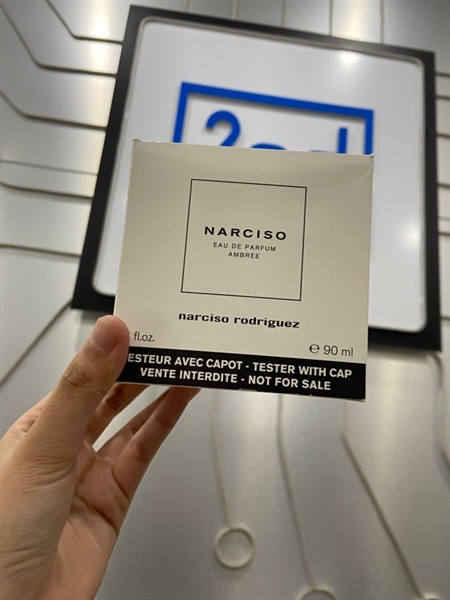 2nd
NARCISO
EAU DE PARFUM
AMBRÉE
narciso rodriguez
fl.oz.
℮ 90 ml
ESTEUR AVEC CAPOT - TESTER WITH CAP
VENTE INTERDITE - NOT FOR SALE